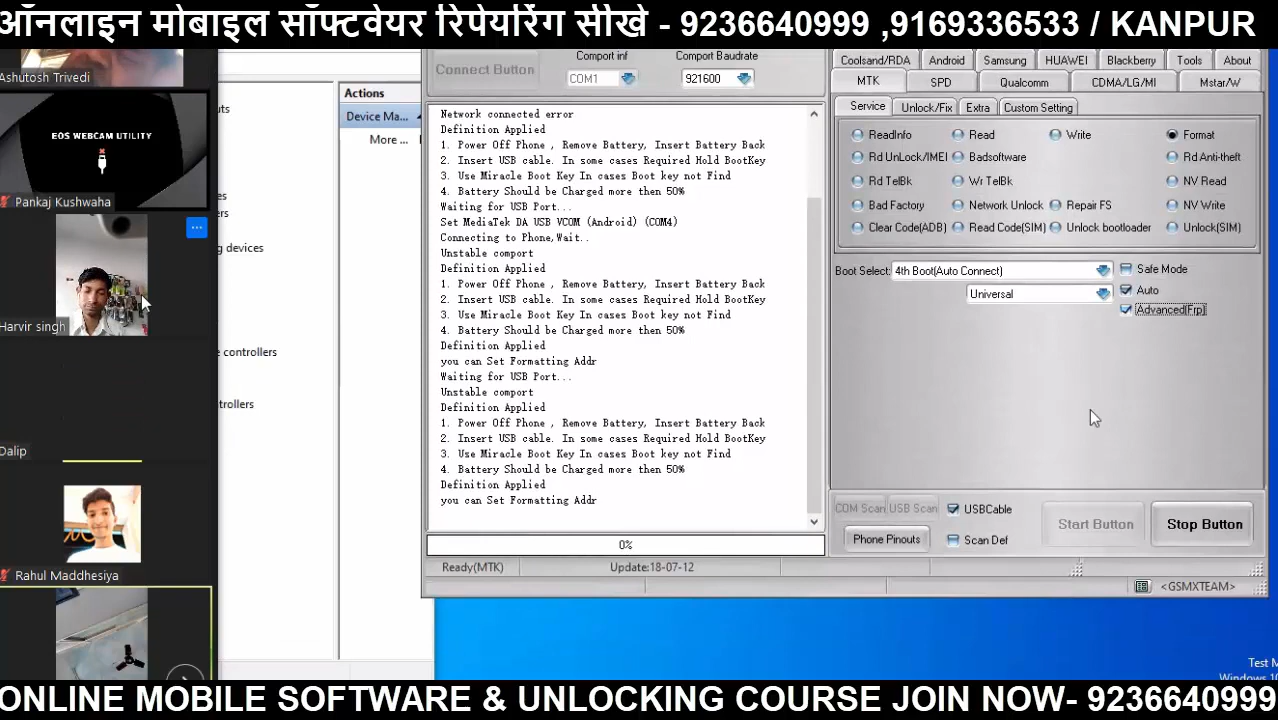 ऑनलाइन मोबाइल सॉफ्टवेयर रिपेयरिंग सीखे - 9236640999 ,9169336533 / KANPUR
Ashutosh Trivedi
EOS WEBCAM UTILITY
Pankaj Kushwaha
Harvir singh
Dalip
Rahul Maddhesiya
Actions
Device Ma...
More ...
ng devices
e controllers
trollers
Connect Button
Comport inf
Comport Baudrate
COM1
921600
Network connected error
Definition Applied
1. Power Off Phone , Remove Battery, Insert Battery Back
2. Insert USB cable. In some cases Required Hold BootKey
3. Use Miracle Boot Key In cases Boot key not Find
4. Battery Should be Charged more then 50%
Waiting for USB Port...
Set MediaTek DA USB VCOM (Android) (COM4)
Connecting to Phone,Wait..
Unstable comport
Definition Applied
1. Power Off Phone , Remove Battery, Insert Battery Back
2. Insert USB cable. In some cases Required Hold BootKey
3. Use Miracle Boot Key In cases Boot key not Find
4. Battery Should be Charged more then 50%
Definition Applied
you can Set Formatting Addr
Waiting for USB Port...
Unstable comport
Definition Applied
1. Power Off Phone , Remove Battery, Insert Battery Back
2. Insert USB cable. In some cases Required Hold BootKey
3. Use Miracle Boot Key In cases Boot key not Find
4. Battery Should be Charged more then 50%
Definition Applied
you can Set Formatting Addr
0%
Ready(MTK)
Update:18-07-12
Coolsand/RDA Android Samsung HUAWEI Blackberry Tools About
MTK SPD Qualcomm CDMA/LG/MI Mstar/W
Service Unlock/Fix Extra Custom Setting
ReadInfo Read Write Format
Rd UnLock/IMEI Badsoftware Rd Anti-theft
Rd TelBk Wr TelBk NV Read
Bad Factory Network Unlock Repair FS NV Write
Clear Code(ADB) Read Code(SIM) Unlock bootloader Unlock(SIM)
Boot Select: 4th Boot(Auto Connect) Safe Mode
Universal Auto
Advanced(Frp)
COM Scan USB Scan USBCable
Start Button Stop Button
Phone Pinouts Scan Def
<GSMXTEAM>
Test M
Windows 10
ONLINE MOBILE SOFTWARE & UNLOCKING COURSE JOIN NOW- 9236640999